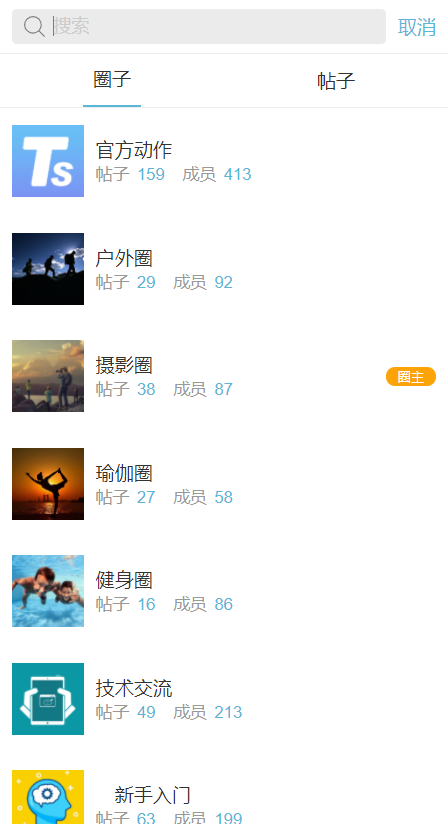 搜索 取消
圈子 帖子
Ts
官方动作
帖子 159 成员 413
户外圈
帖子 29 成员 92
摄影圈
帖子 38 成员 87 圈主
瑜伽圈
帖子 27 成员 58
健身圈
帖子 16 成员 86
技术交流
帖子 49 成员 213
新手入门
帖子 63 成员 199